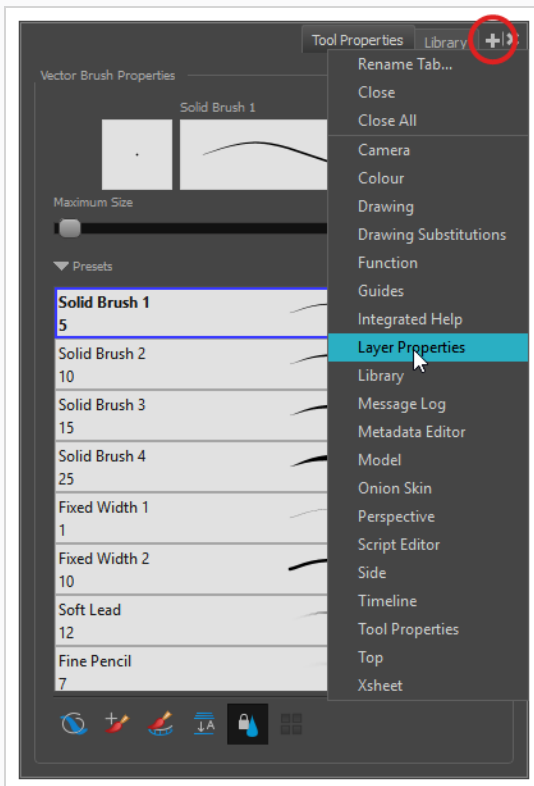 Tool Properties Library
Vector Brush Properties
Solid Brush 1
Maximum Size
Presets
Solid Brush 1
5
Solid Brush 2
10
Solid Brush 3
15
Solid Brush 4
25
Fixed Width 1
1
Fixed Width 2
10
Soft Lead
12
Fine Pencil
7
A
Rename Tab...
Close
Close All
Camera
Colour
Drawing
Drawing Substitutions
Function
Guides
Integrated Help
Layer Properties
Library
Message Log
Metadata Editor
Model
Onion Skin
Perspective
Script Editor
Side
Timeline
Tool Properties
Top
Xsheet